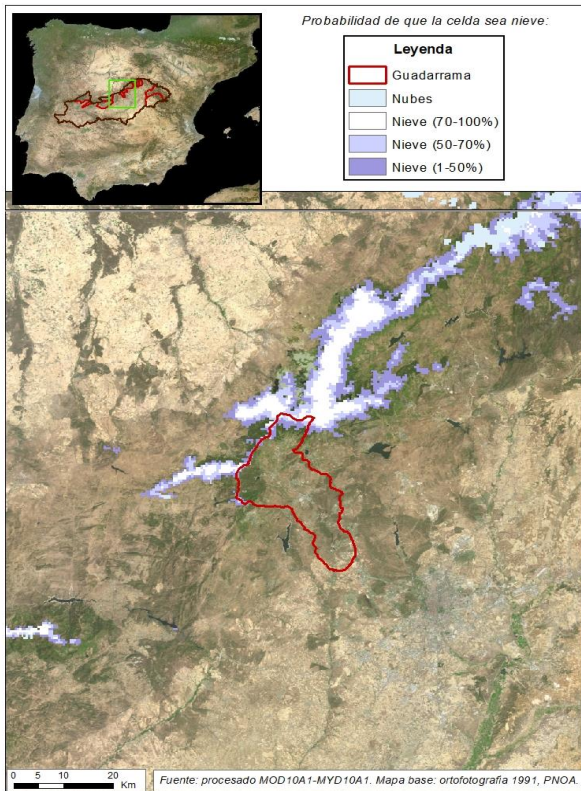 Probabilidad de que la celda sea nieve:
Leyenda
Guadarrama
Nubes
Nieve (70-100%)
Nieve (50-70%)
Nieve (1-50%)
0 5 10 20
Km
Fuente: procesado MOD10A1-MYD10A1. Mapa base: ortofotografia 1991, PNOA.